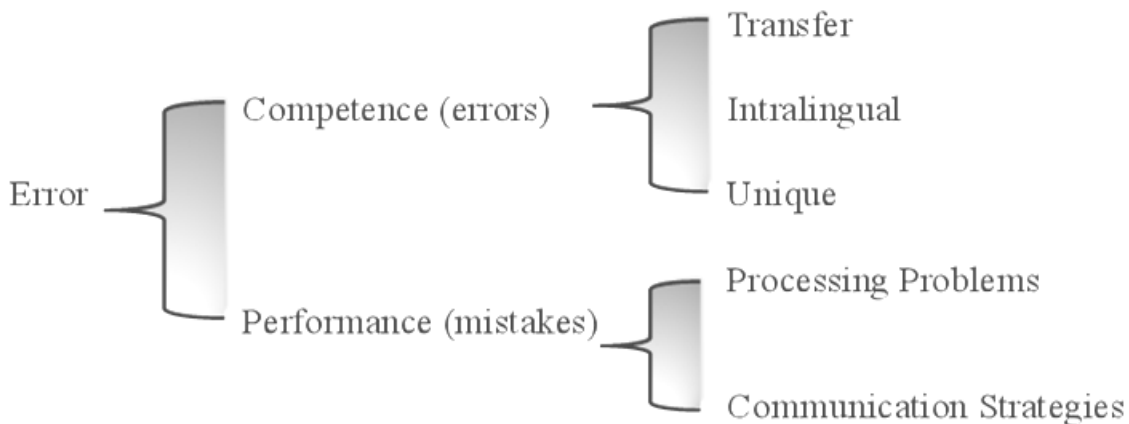 Transfer
Competence (errors)
Intralingual
Error
Unique
Processing Problems
Performance (mistakes)
Communication Strategies